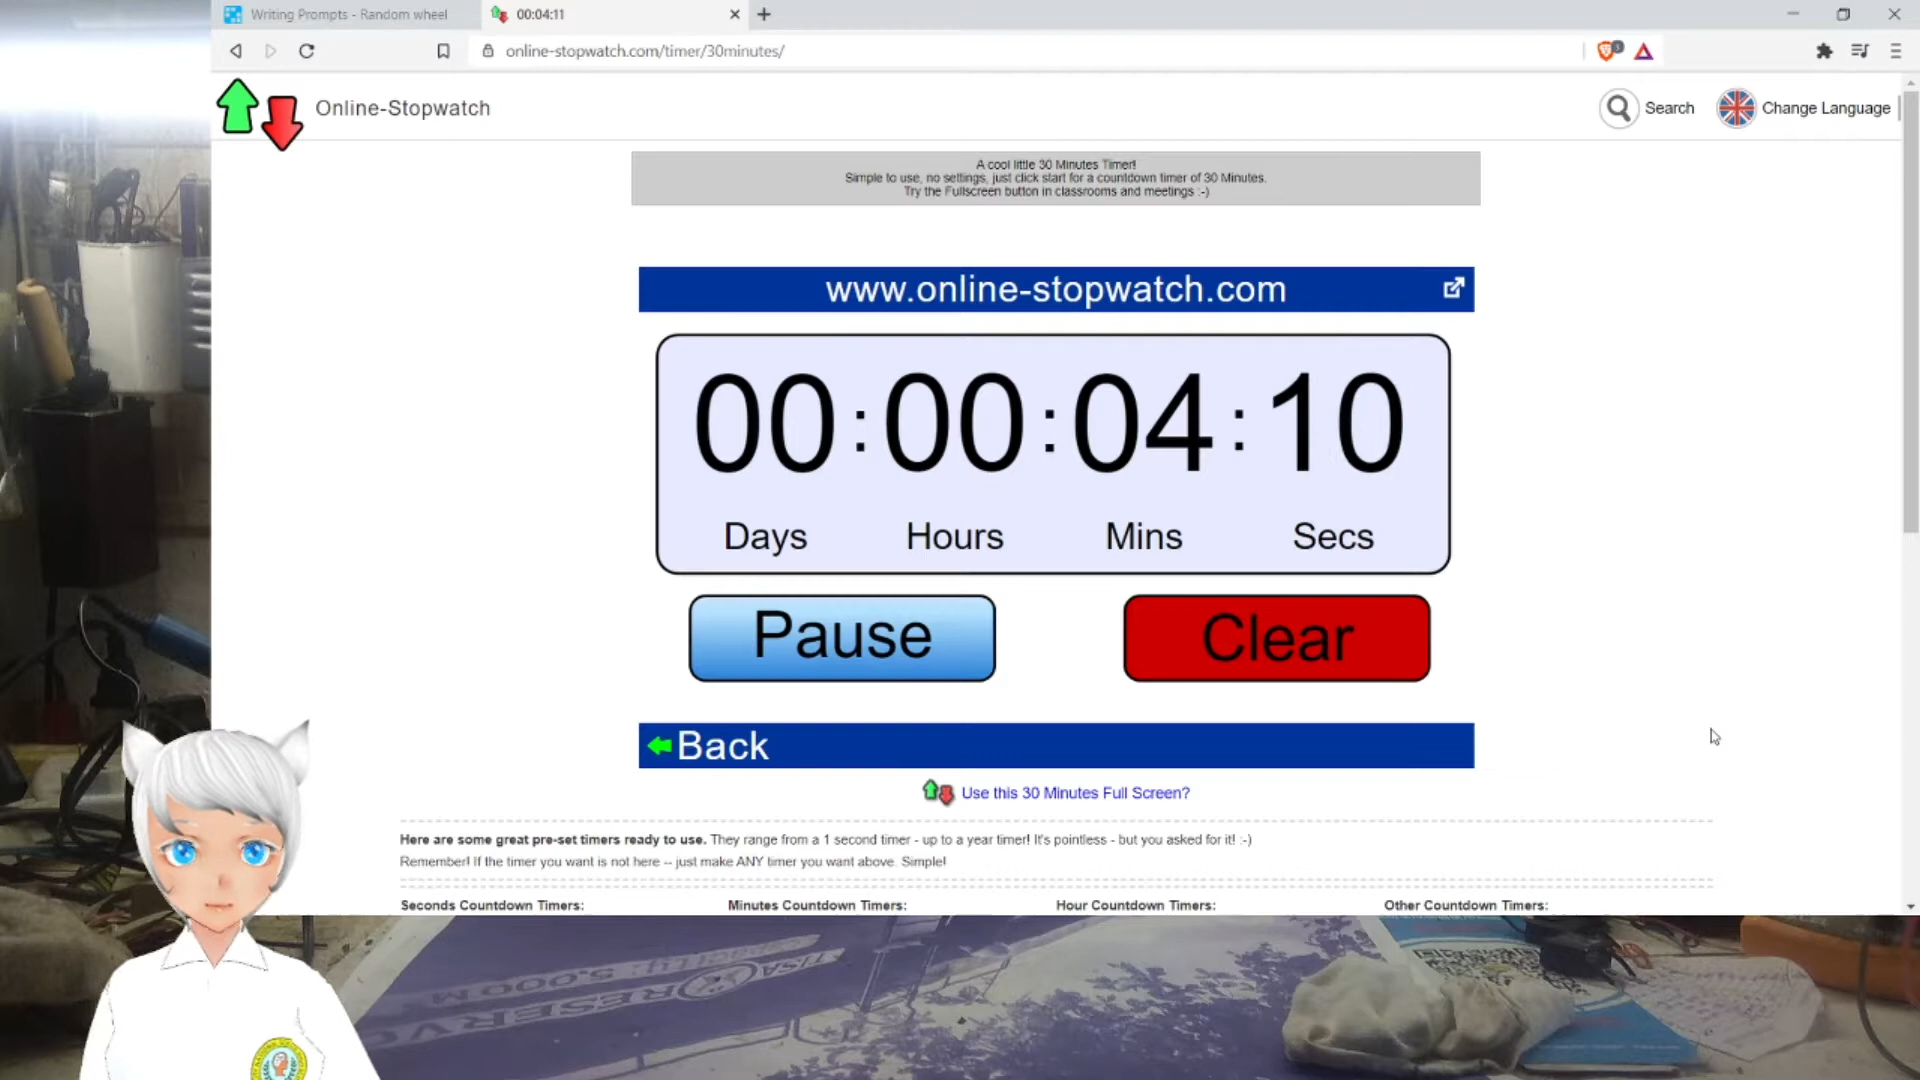 Writing Prompts - Random wheel
00:04:11
online-stopwatch.com/timer/30minutes/
Online-Stopwatch
Search
Change Language
A cool little 30 Minutes Timer!
Simple to use, no settings, just click start for a countdown timer of 30 Minutes.
Try the Fullscreen button in classrooms and meetings :-)
www.online-stopwatch.com
00:00:04:10
Days Hours Mins Secs
Pause Clear
Back
Use this 30 Minutes Full Screen?
Here are some great pre-set timers ready to use. They range from a 1 second timer - up to a year timer! It's pointless - but you asked for it! :-)
Remember! If the timer you want is not here -- just make ANY timer you want above. Simple!
Seconds Countdown Timers: Minutes Countdown Timers: Hour Countdown Timers: Other Countdown Timers:
5,000
TISA
RESERVO